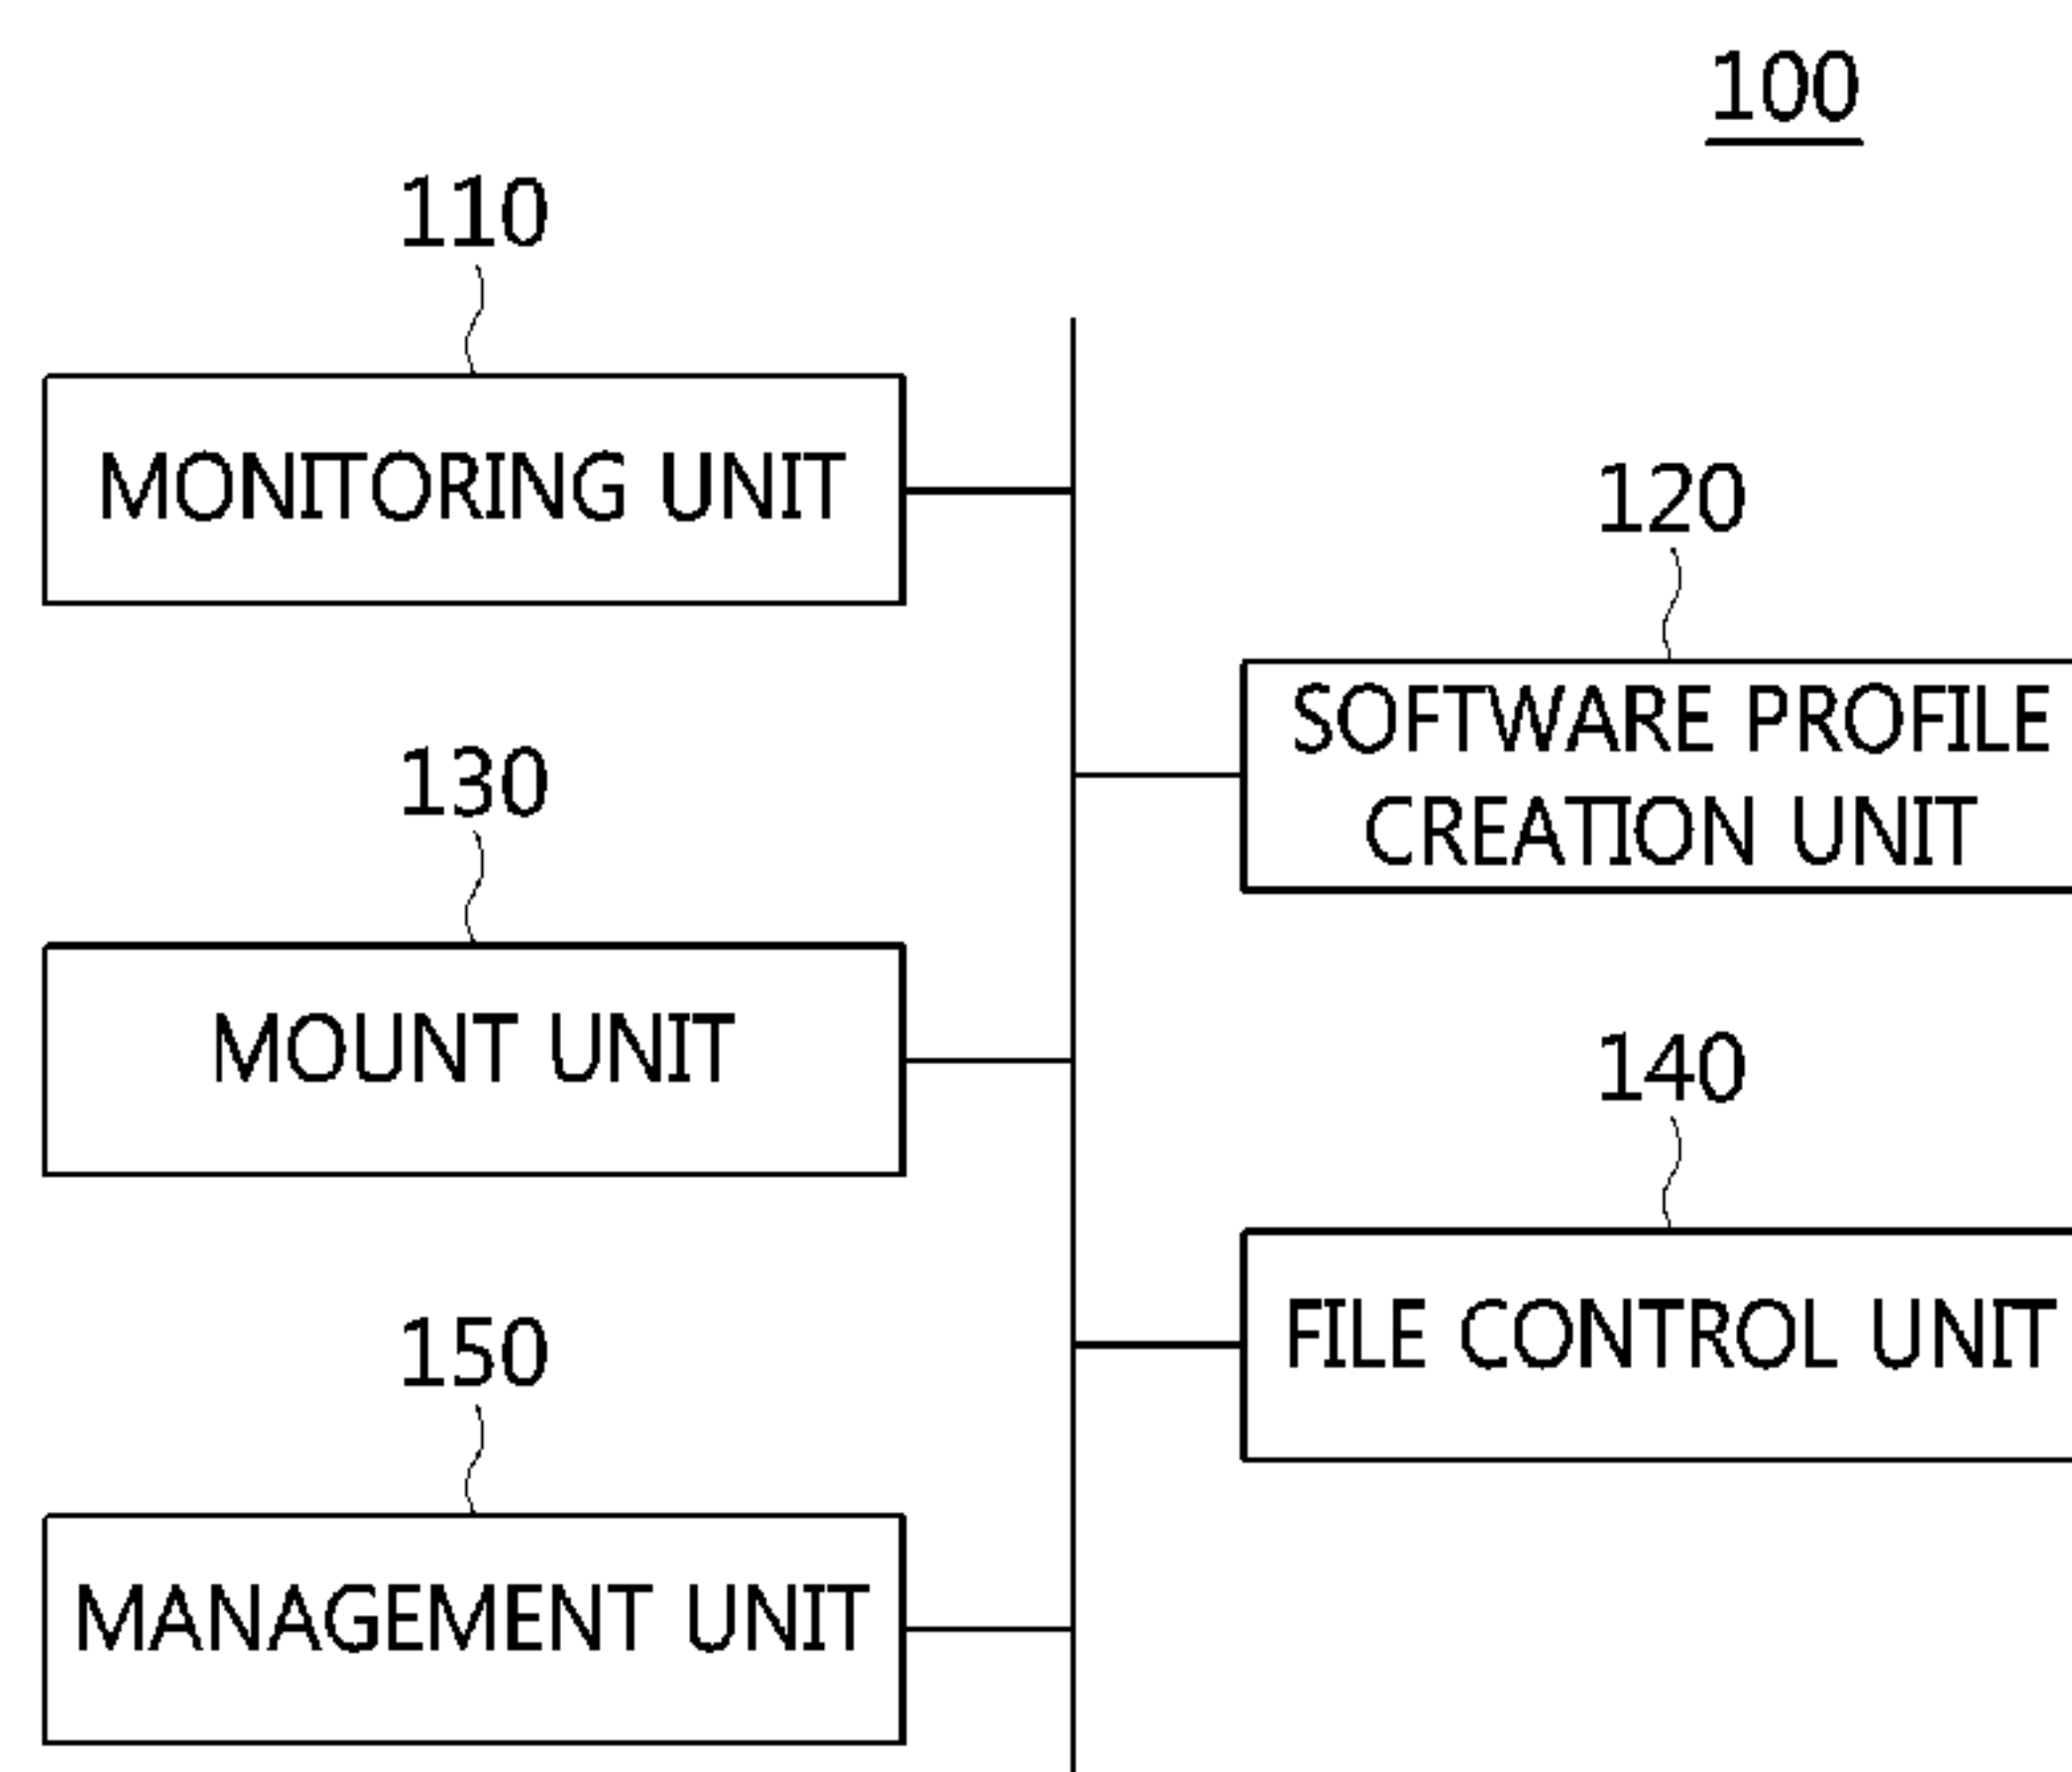 100
110
MONITORING UNIT
120
SOFTWARE PROFILE
CREATION UNIT
130
MOUNT UNIT
140
FILE CONTROL UNIT
150
MANAGEMENT UNIT